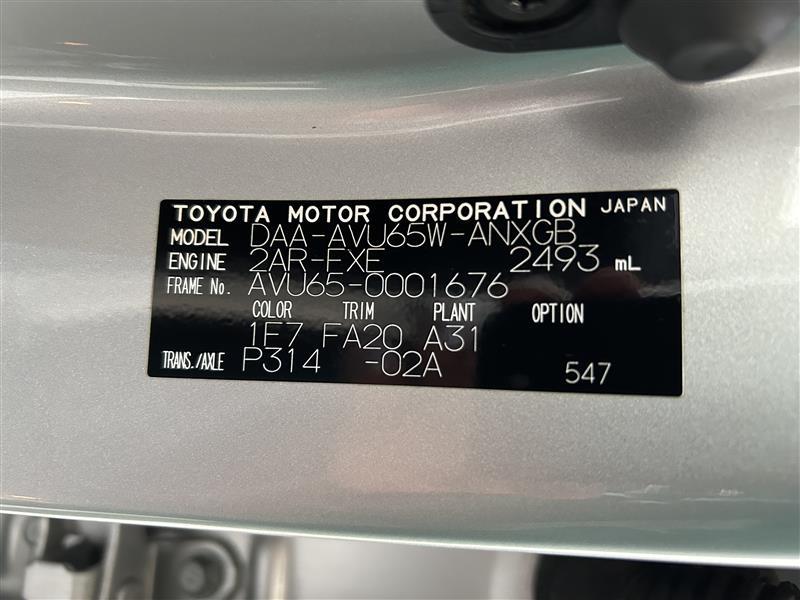 TOYOTA MOTOR CORPORATION JAPAN
MODEL DAA-AVU65W-ANXGB
ENGINE 2AR-FXE 2493 mL
FRAME No. AVU65-0001676
COLOR TRIM PLANT OPTION
1F7 FA20 A31
TRANS./AXLE P314 -02A 547